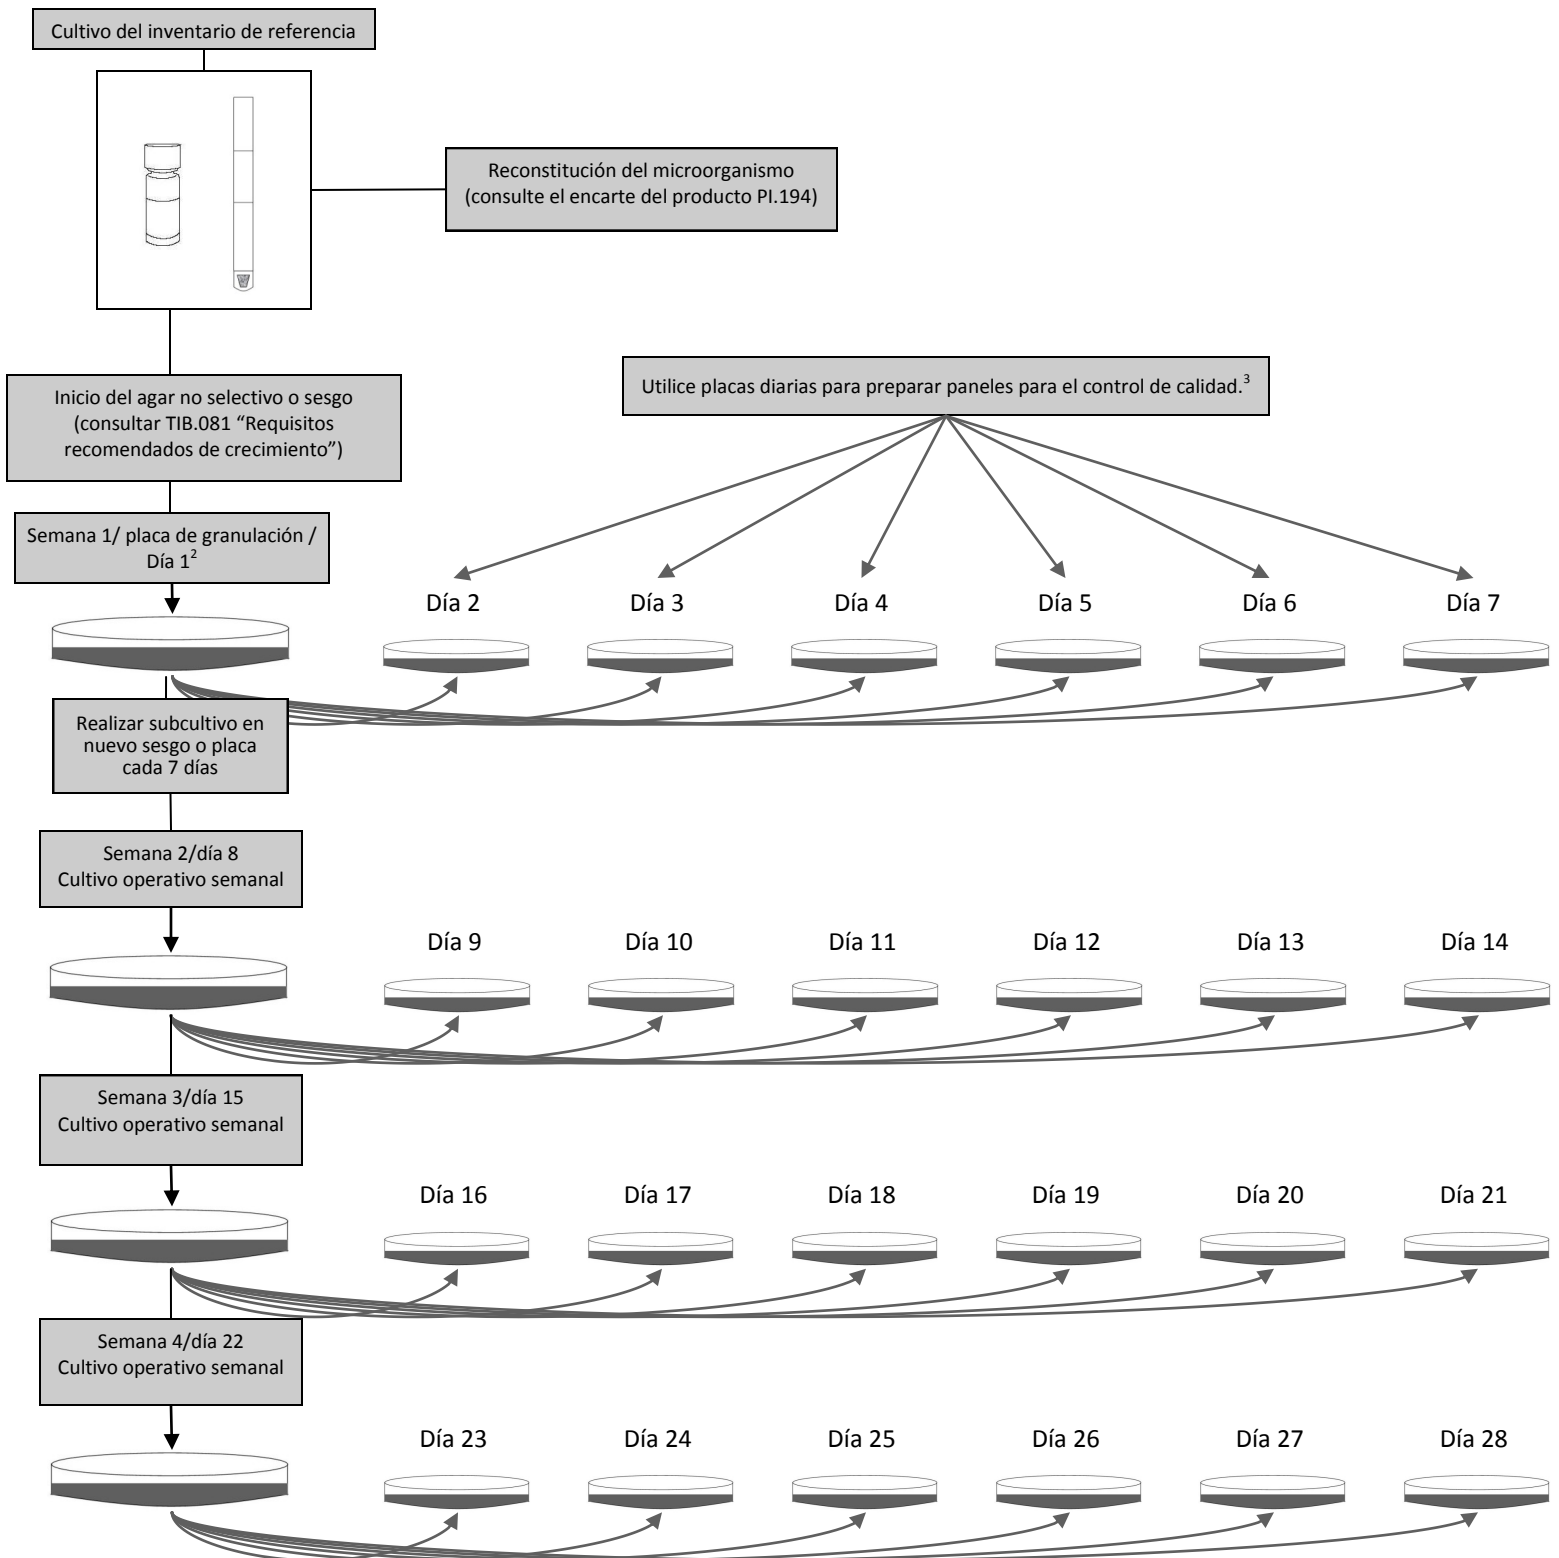 Cultivo del inventario de referencia
Reconstitución del microorganismo
(consulte el encarte del producto PI.194)
Inicio del agar no selectivo o sesgo
(consultar TIB.081 “Requisitos
recomendados de crecimiento”)
Utilice placas diarias para preparar paneles para el control de calidad.³
Semana 1/ placa de granulación /
Día 1²
Día 2 Día 3 Día 4 Día 5 Día 6 Día 7
Realizar subcultivo en
nuevo sesgo o placa
cada 7 días
Semana 2/día 8
Cultivo operativo semanal
Día 9 Día 10 Día 11 Día 12 Día 13 Día 14
Semana 3/día 15
Cultivo operativo semanal
Día 16 Día 17 Día 18 Día 19 Día 20 Día 21
Semana 4/día 22
Cultivo operativo semanal
Día 23 Día 24 Día 25 Día 26 Día 27 Día 28